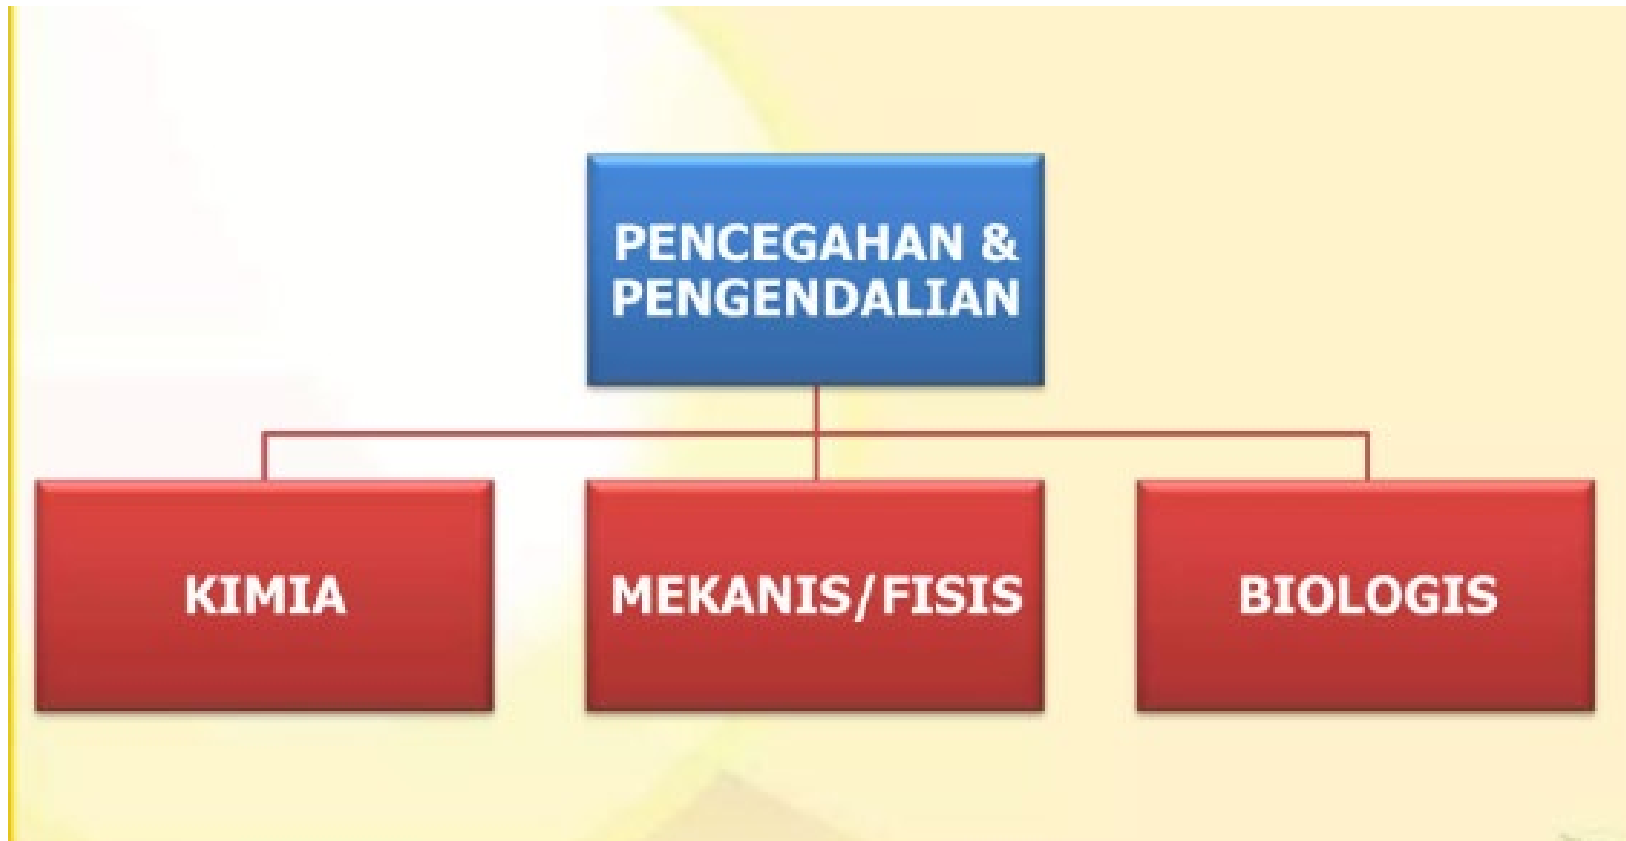 PENCEGAHAN &
PENGENDALIAN
KIMIA
MEKANIS/FISIS
BIOLOGIS